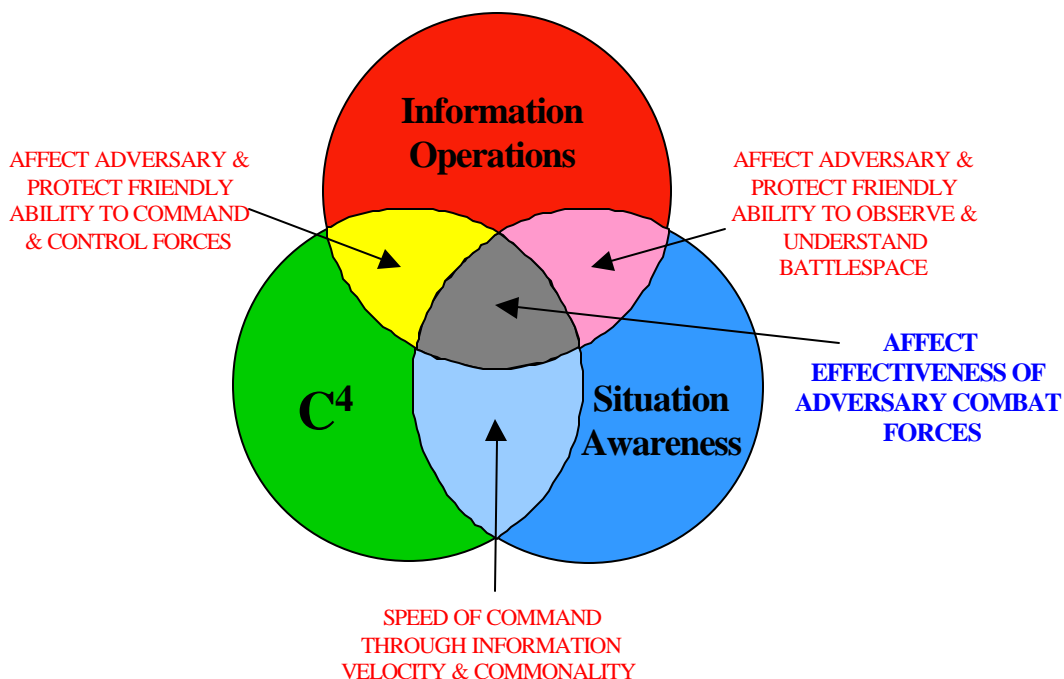 Information
Operations
AFFECT ADVERSARY &
PROTECT FRIENDLY
ABILITY TO COMMAND
& CONTROL FORCES
AFFECT ADVERSARY &
PROTECT FRIENDLY
ABILITY TO OBSERVE &
UNDERSTAND
BATTLESPACE
AFFECT
EFFECTIVENESS OF
ADVERSARY COMBAT
FORCES
C⁴
Situation
Awareness
SPEED OF COMMAND
THROUGH INFORMATION
VELOCITY & COMMONALITY